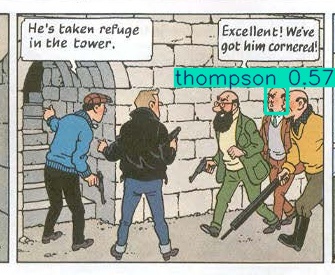 He's taken refuge
in the tower.
Excellent! We've
got him cornered!
thompson 0.57